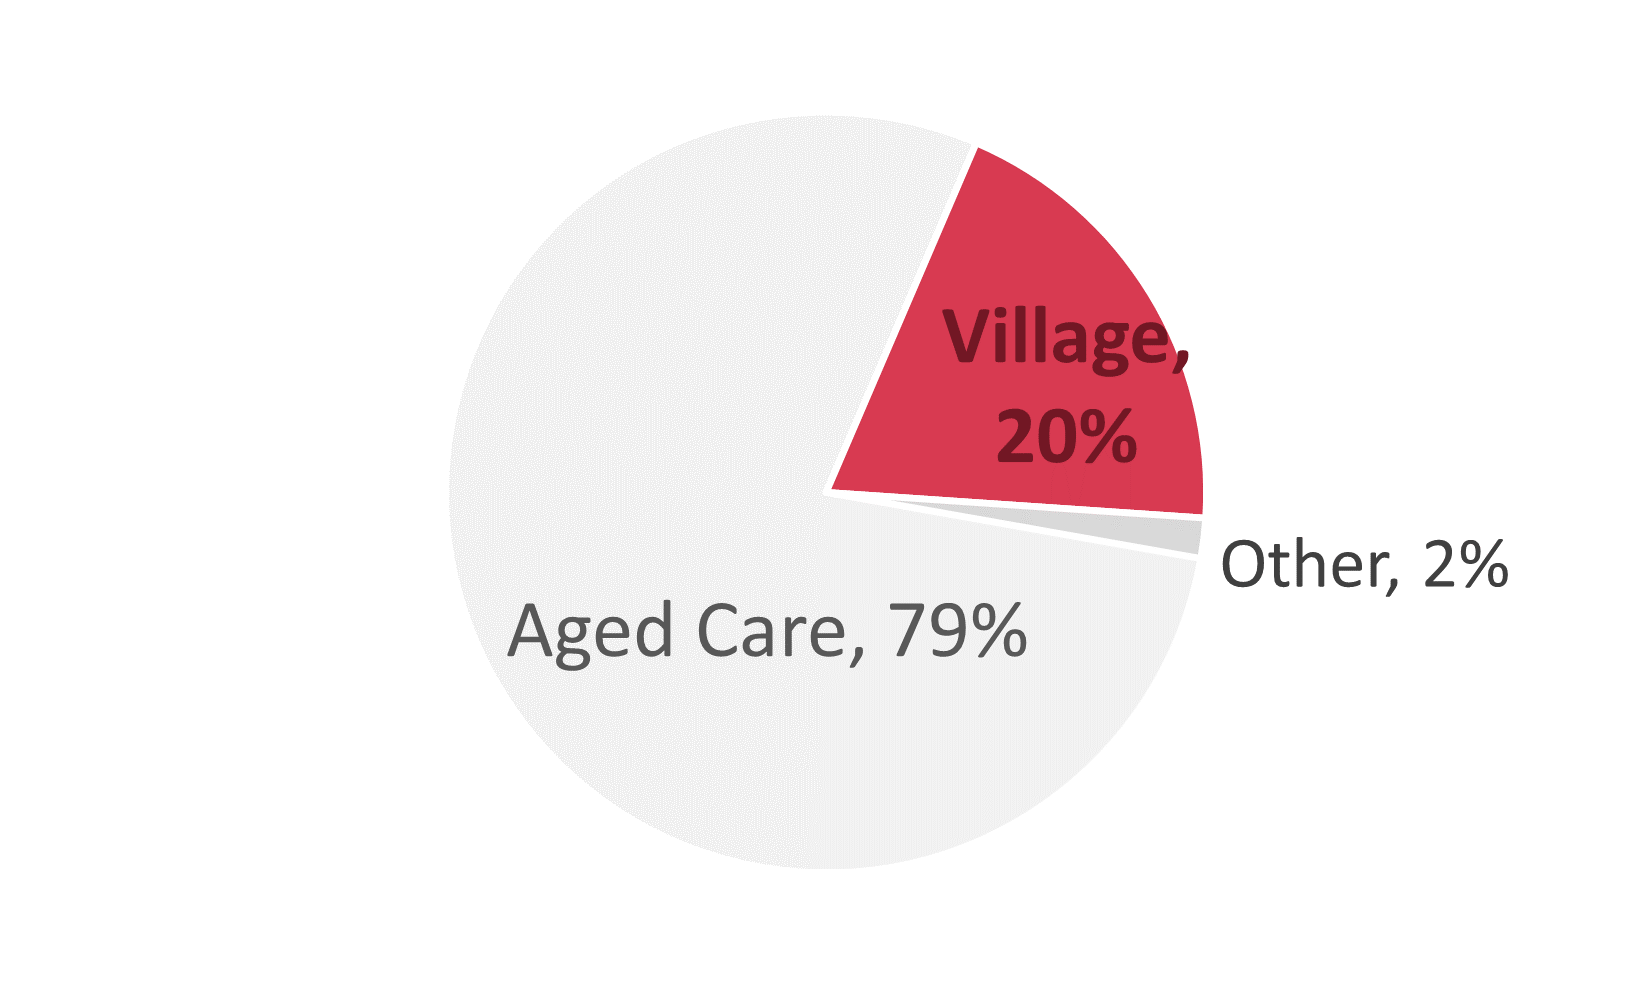 Village,
20%
Other, 2%
Aged Care, 79%